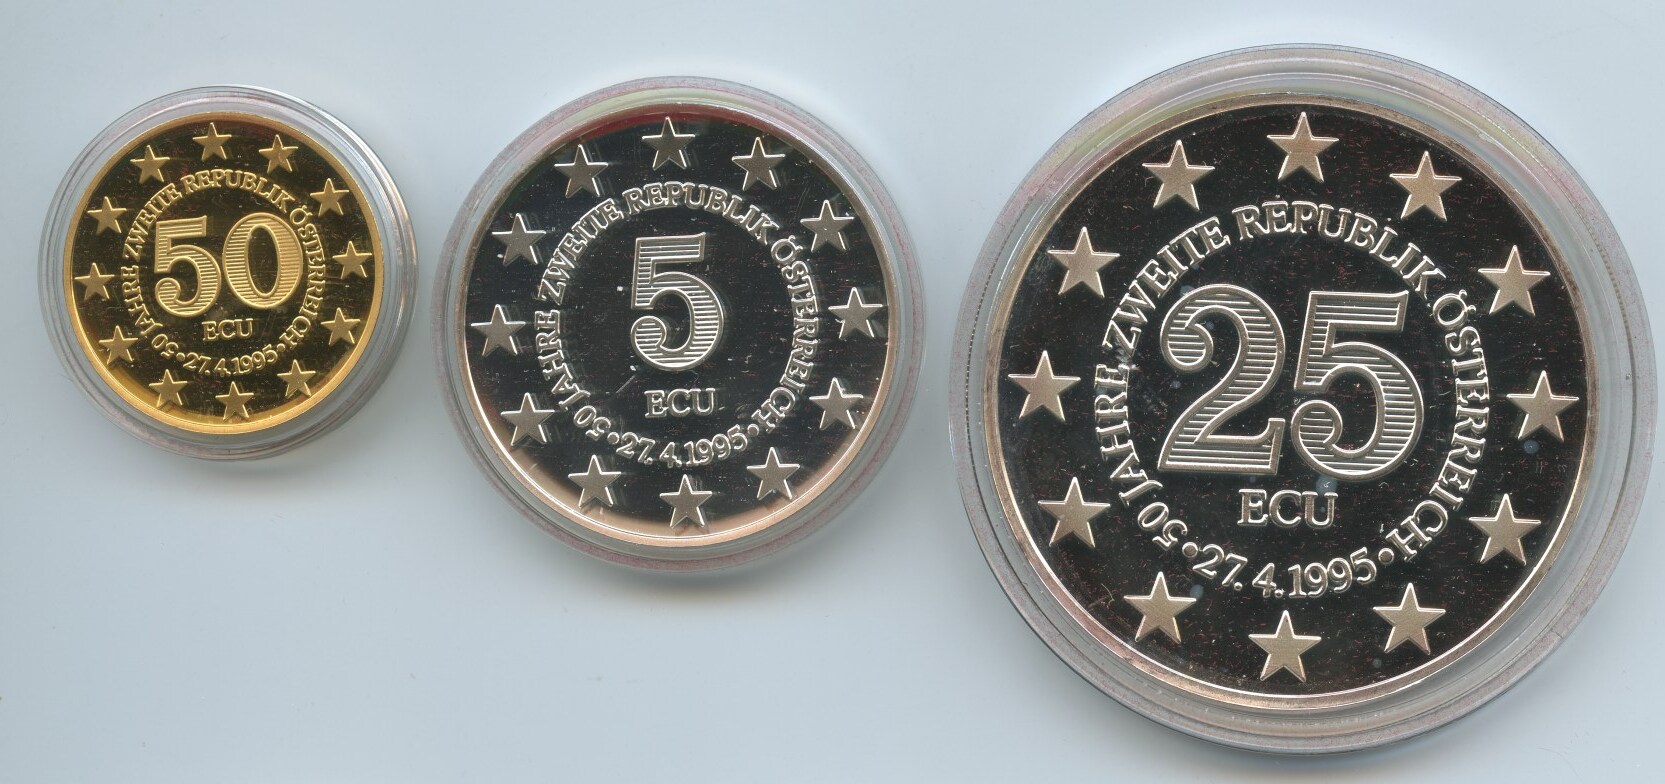 50 JAHRE ZWEITE REPUBLIK ÖSTERREICH
• 27.4.1995 •
50
ECU
50 JAHRE ZWEITE REPUBLIK ÖSTERREICH
• 27.4.1995 •
5
ECU
50 JAHRE ZWEITE REPUBLIK ÖSTERREICH
• 27.4.1995 •
25
ECU